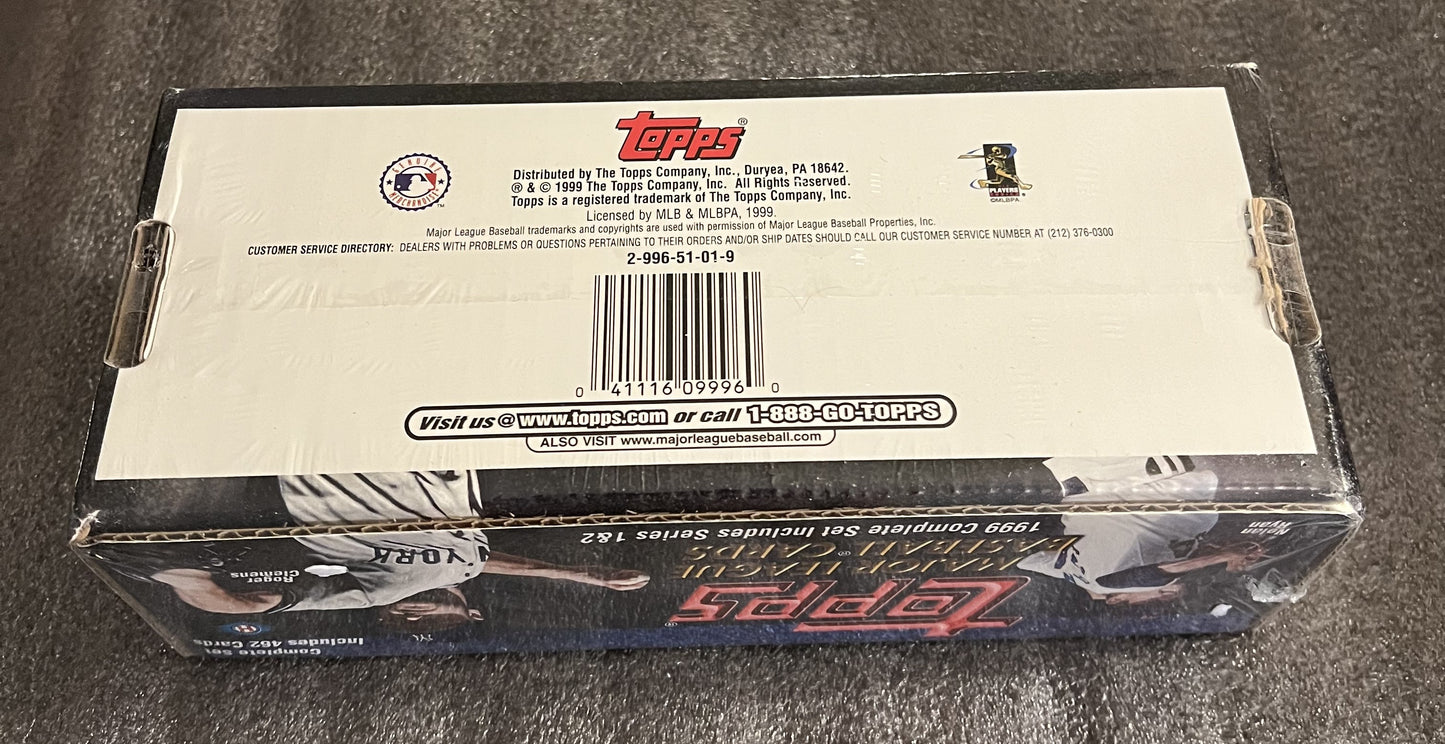 TOPPS®
GENUINE
MERCHANDISE
TM
Distributed by The Topps Company, Inc., Duryea, PA 18642.
® & © 1999 The Topps Company, Inc. All Rights Reserved.
Topps is a registered trademark of The Topps Company, Inc.
PLAYERS
CHOICE
©MLBPA
Licensed by MLB & MLBPA, 1999.
Major League Baseball trademarks and copyrights are used with permission of Major League Baseball Properties, Inc.
CUSTOMER SERVICE DIRECTORY: DEALERS WITH PROBLEMS OR QUESTIONS PERTAINING TO THEIR ORDERS AND/OR SHIP DATES SHOULD CALL OUR CUSTOMER SERVICE NUMBER AT (212) 376-0300
2-996-51-01-9
0 41116 09996 0
Visit us @ www.topps.com or call 1-888-GO-TOPPS
ALSO VISIT www.majorleaguebaseball.com
1999 Complete Set Includes Series 1&2
MAJOR LEAGUE
BASEBALL® CARDS
Topps®
Nolan
Ryan
YORK
Roger
Clemens
Complete Set
Includes 462 Cards